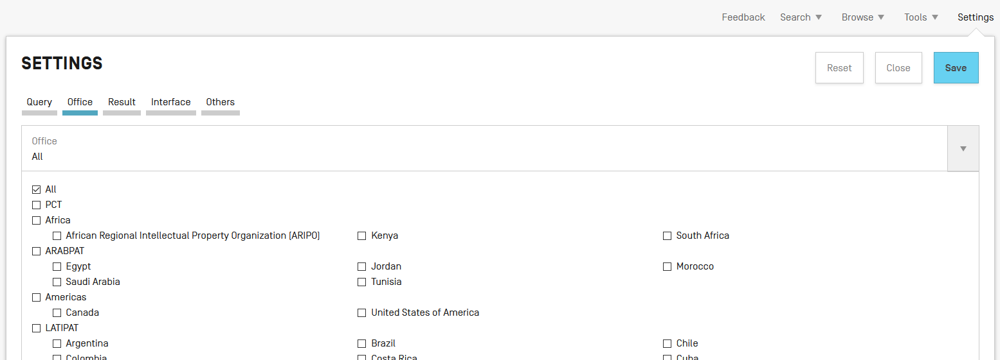 Feedback Search Browse Tools Settings
SETTINGS
Reset Close Save
Query Office Result Interface Others
Office
All
All
PCT
Africa
African Regional Intellectual Property Organization (ARIPO) Kenya South Africa
ARABPAT
Egypt Jordan Morocco
Saudi Arabia Tunisia
Americas
Canada United States of America
LATIPAT
Argentina Brazil Chile
Colombia Costa Rica Cuba